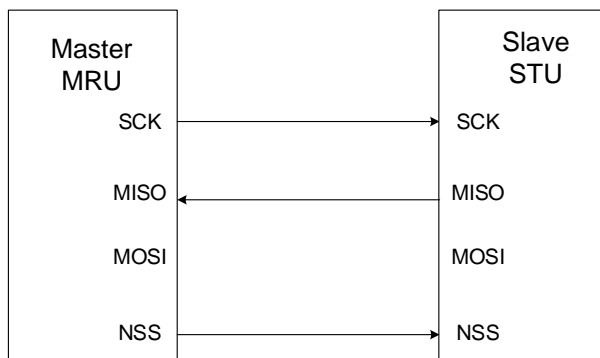 Master
MRU
Slave
STU
SCK
SCK
MISO
MISO
MOSI
MOSI
NSS
NSS